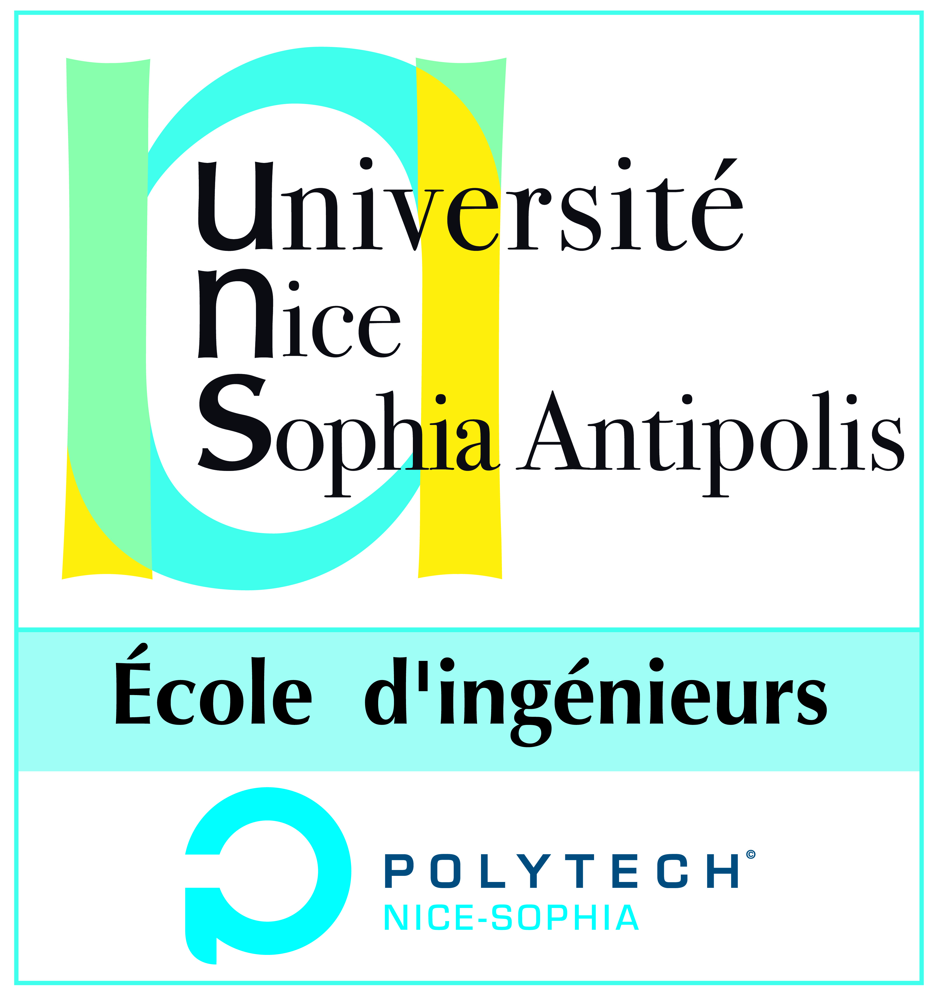 université
nice
sophia Antipolis
École d'ingénieurs
POLYTECH©
NICE-SOPHIA